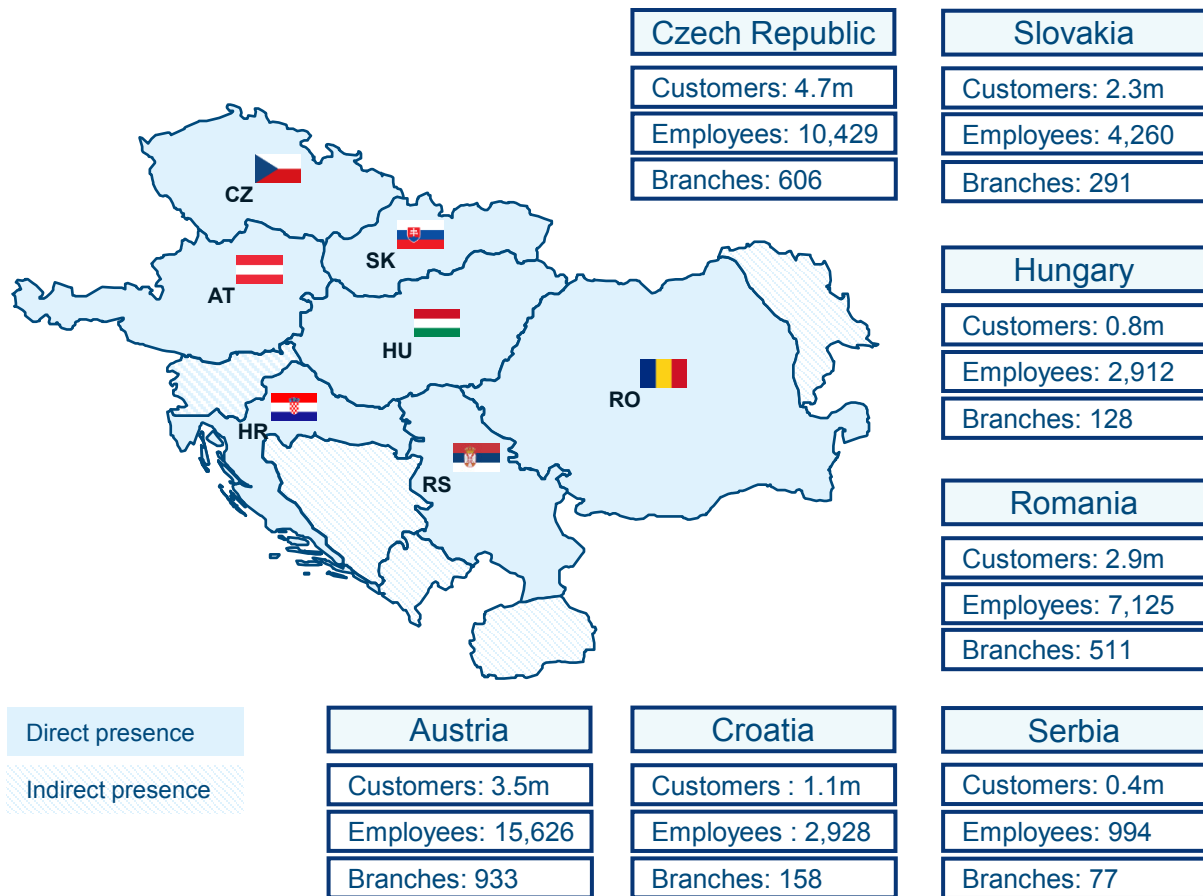 Czech Republic
Customers: 4.7m
Employees: 10,429
Branches: 606
Slovakia
Customers: 2.3m
Employees: 4,260
Branches: 291
CZ
SK
AT
HU
RO
HR
RS
Hungary
Customers: 0.8m
Employees: 2,912
Branches: 128
Romania
Customers: 2.9m
Employees: 7,125
Branches: 511
Direct presence
Indirect presence
Austria
Customers: 3.5m
Employees: 15,626
Branches: 933
Croatia
Customers : 1.1m
Employees : 2,928
Branches: 158
Serbia
Customers: 0.4m
Employees: 994
Branches: 77